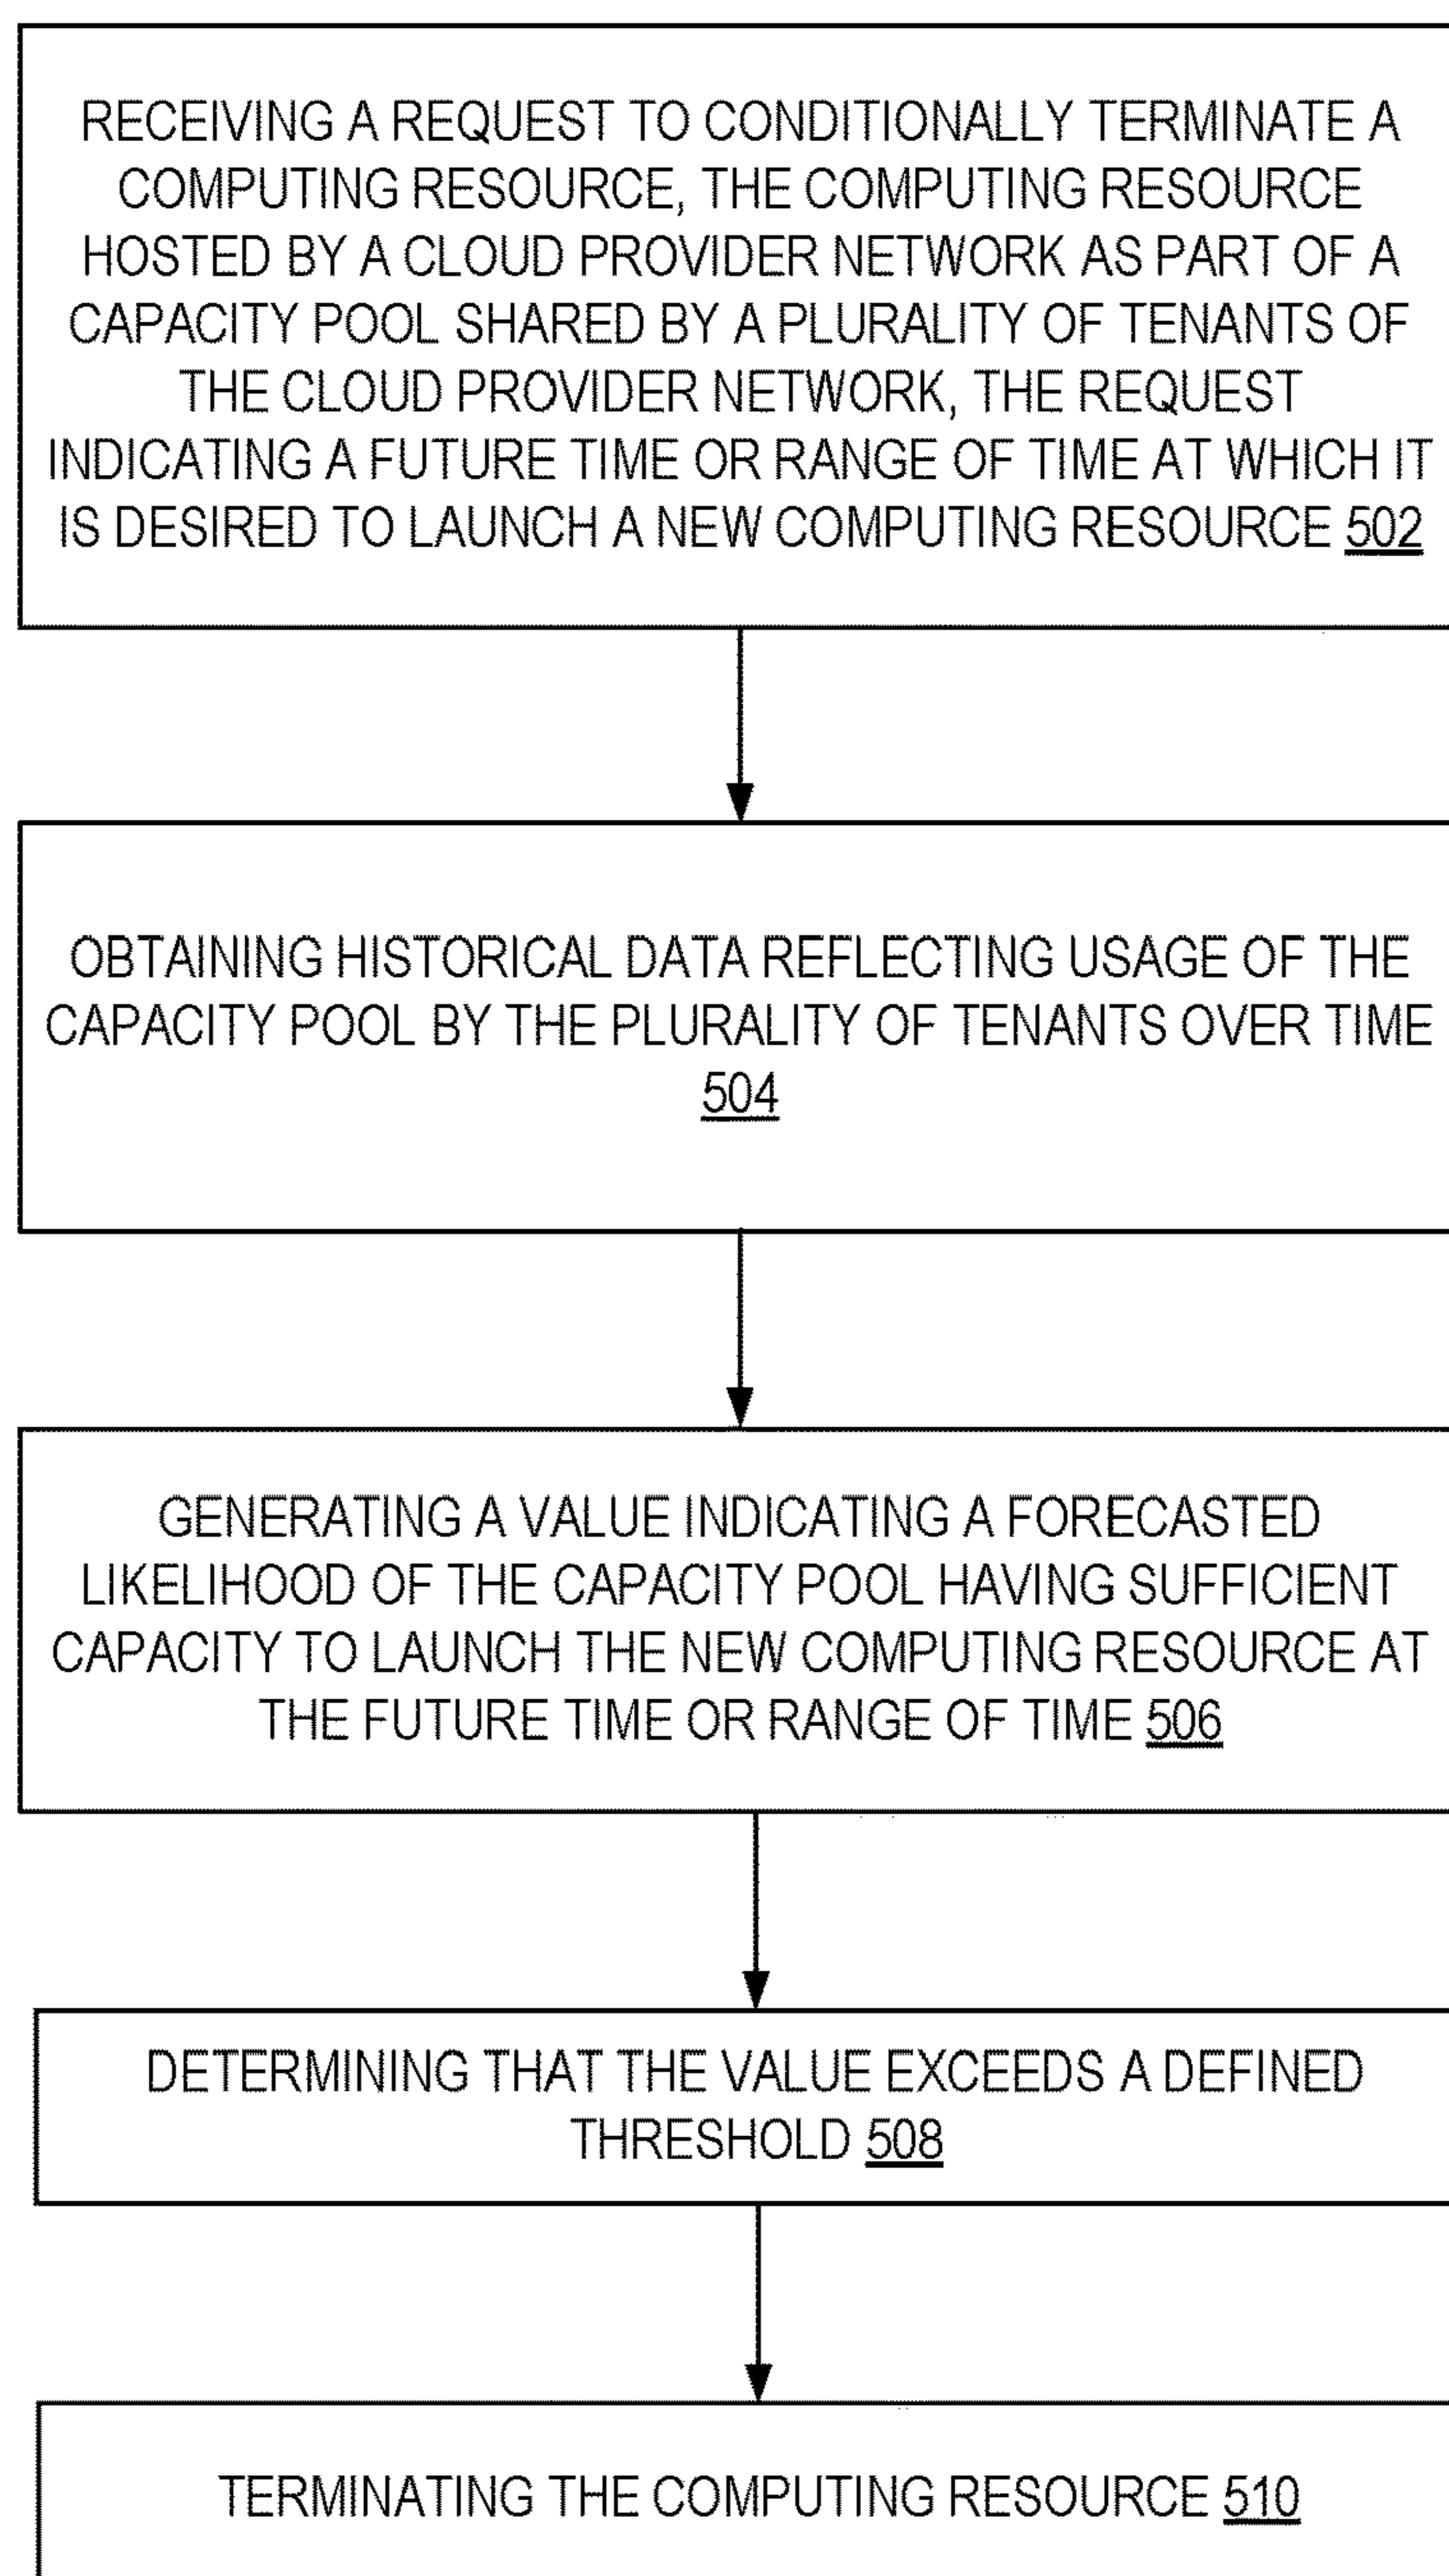 RECEIVING A REQUEST TO CONDITIONALLY TERMINATE A
COMPUTING RESOURCE, THE COMPUTING RESOURCE
HOSTED BY A CLOUD PROVIDER NETWORK AS PART OF A
CAPACITY POOL SHARED BY A PLURALITY OF TENANTS OF
THE CLOUD PROVIDER NETWORK, THE REQUEST
INDICATING A FUTURE TIME OR RANGE OF TIME AT WHICH IT
IS DESIRED TO LAUNCH A NEW COMPUTING RESOURCE 502
OBTAINING HISTORICAL DATA REFLECTING USAGE OF THE
CAPACITY POOL BY THE PLURALITY OF TENANTS OVER TIME
504
GENERATING A VALUE INDICATING A FORECASTED
LIKELIHOOD OF THE CAPACITY POOL HAVING SUFFICIENT
CAPACITY TO LAUNCH THE NEW COMPUTING RESOURCE AT
THE FUTURE TIME OR RANGE OF TIME 506
DETERMINING THAT THE VALUE EXCEEDS A DEFINED
THRESHOLD 508
TERMINATING THE COMPUTING RESOURCE 510